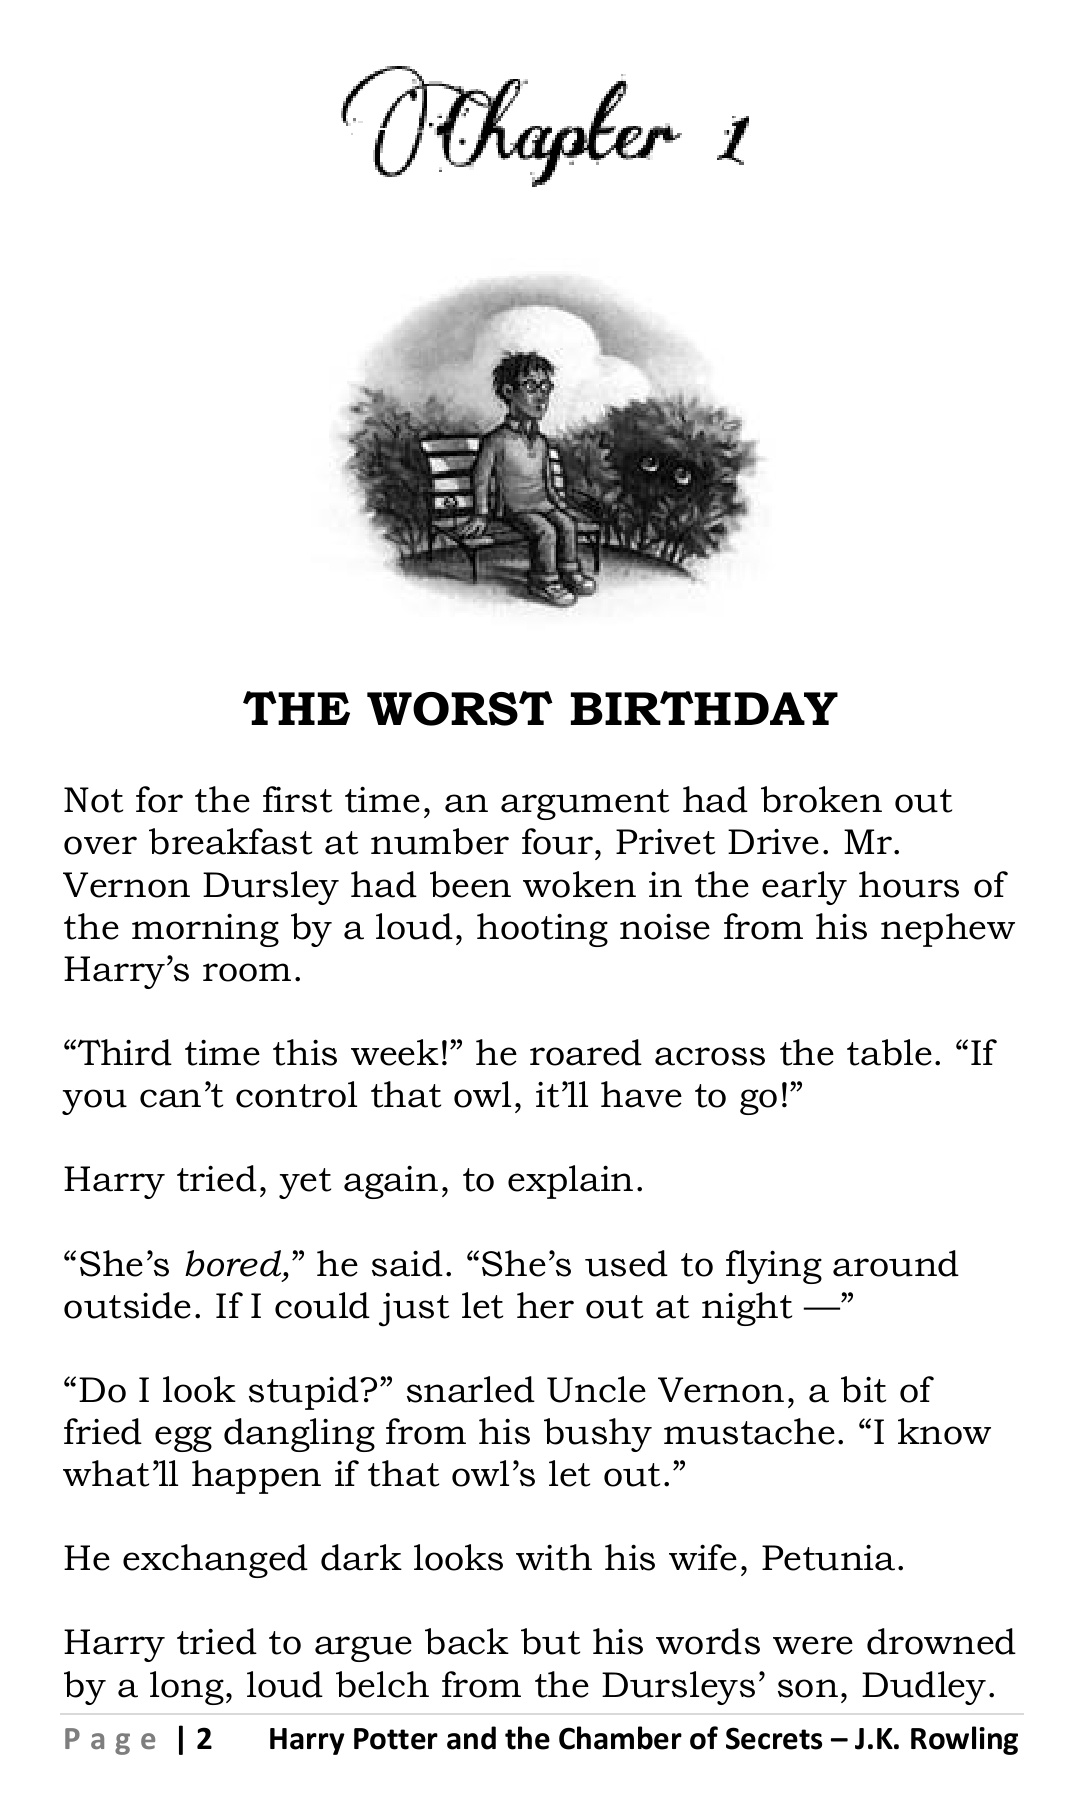 Chapter 1
THE WORST BIRTHDAY
Not for the first time, an argument had broken out
over breakfast at number four, Privet Drive. Mr.
Vernon Dursley had been woken in the early hours of
the morning by a loud, hooting noise from his nephew
Harry’s room.
“Third time this week!” he roared across the table. “If
you can’t control that owl, it’ll have to go!”
Harry tried, yet again, to explain.
“She’s bored,” he said. “She’s used to flying around
outside. If I could just let her out at night —”
“Do I look stupid?” snarled Uncle Vernon, a bit of
fried egg dangling from his bushy mustache. “I know
what’ll happen if that owl’s let out.”
He exchanged dark looks with his wife, Petunia.
Harry tried to argue back but his words were drowned
by a long, loud belch from the Dursleys’ son, Dudley.
Page | 2 Harry Potter and the Chamber of Secrets – J.K. Rowling